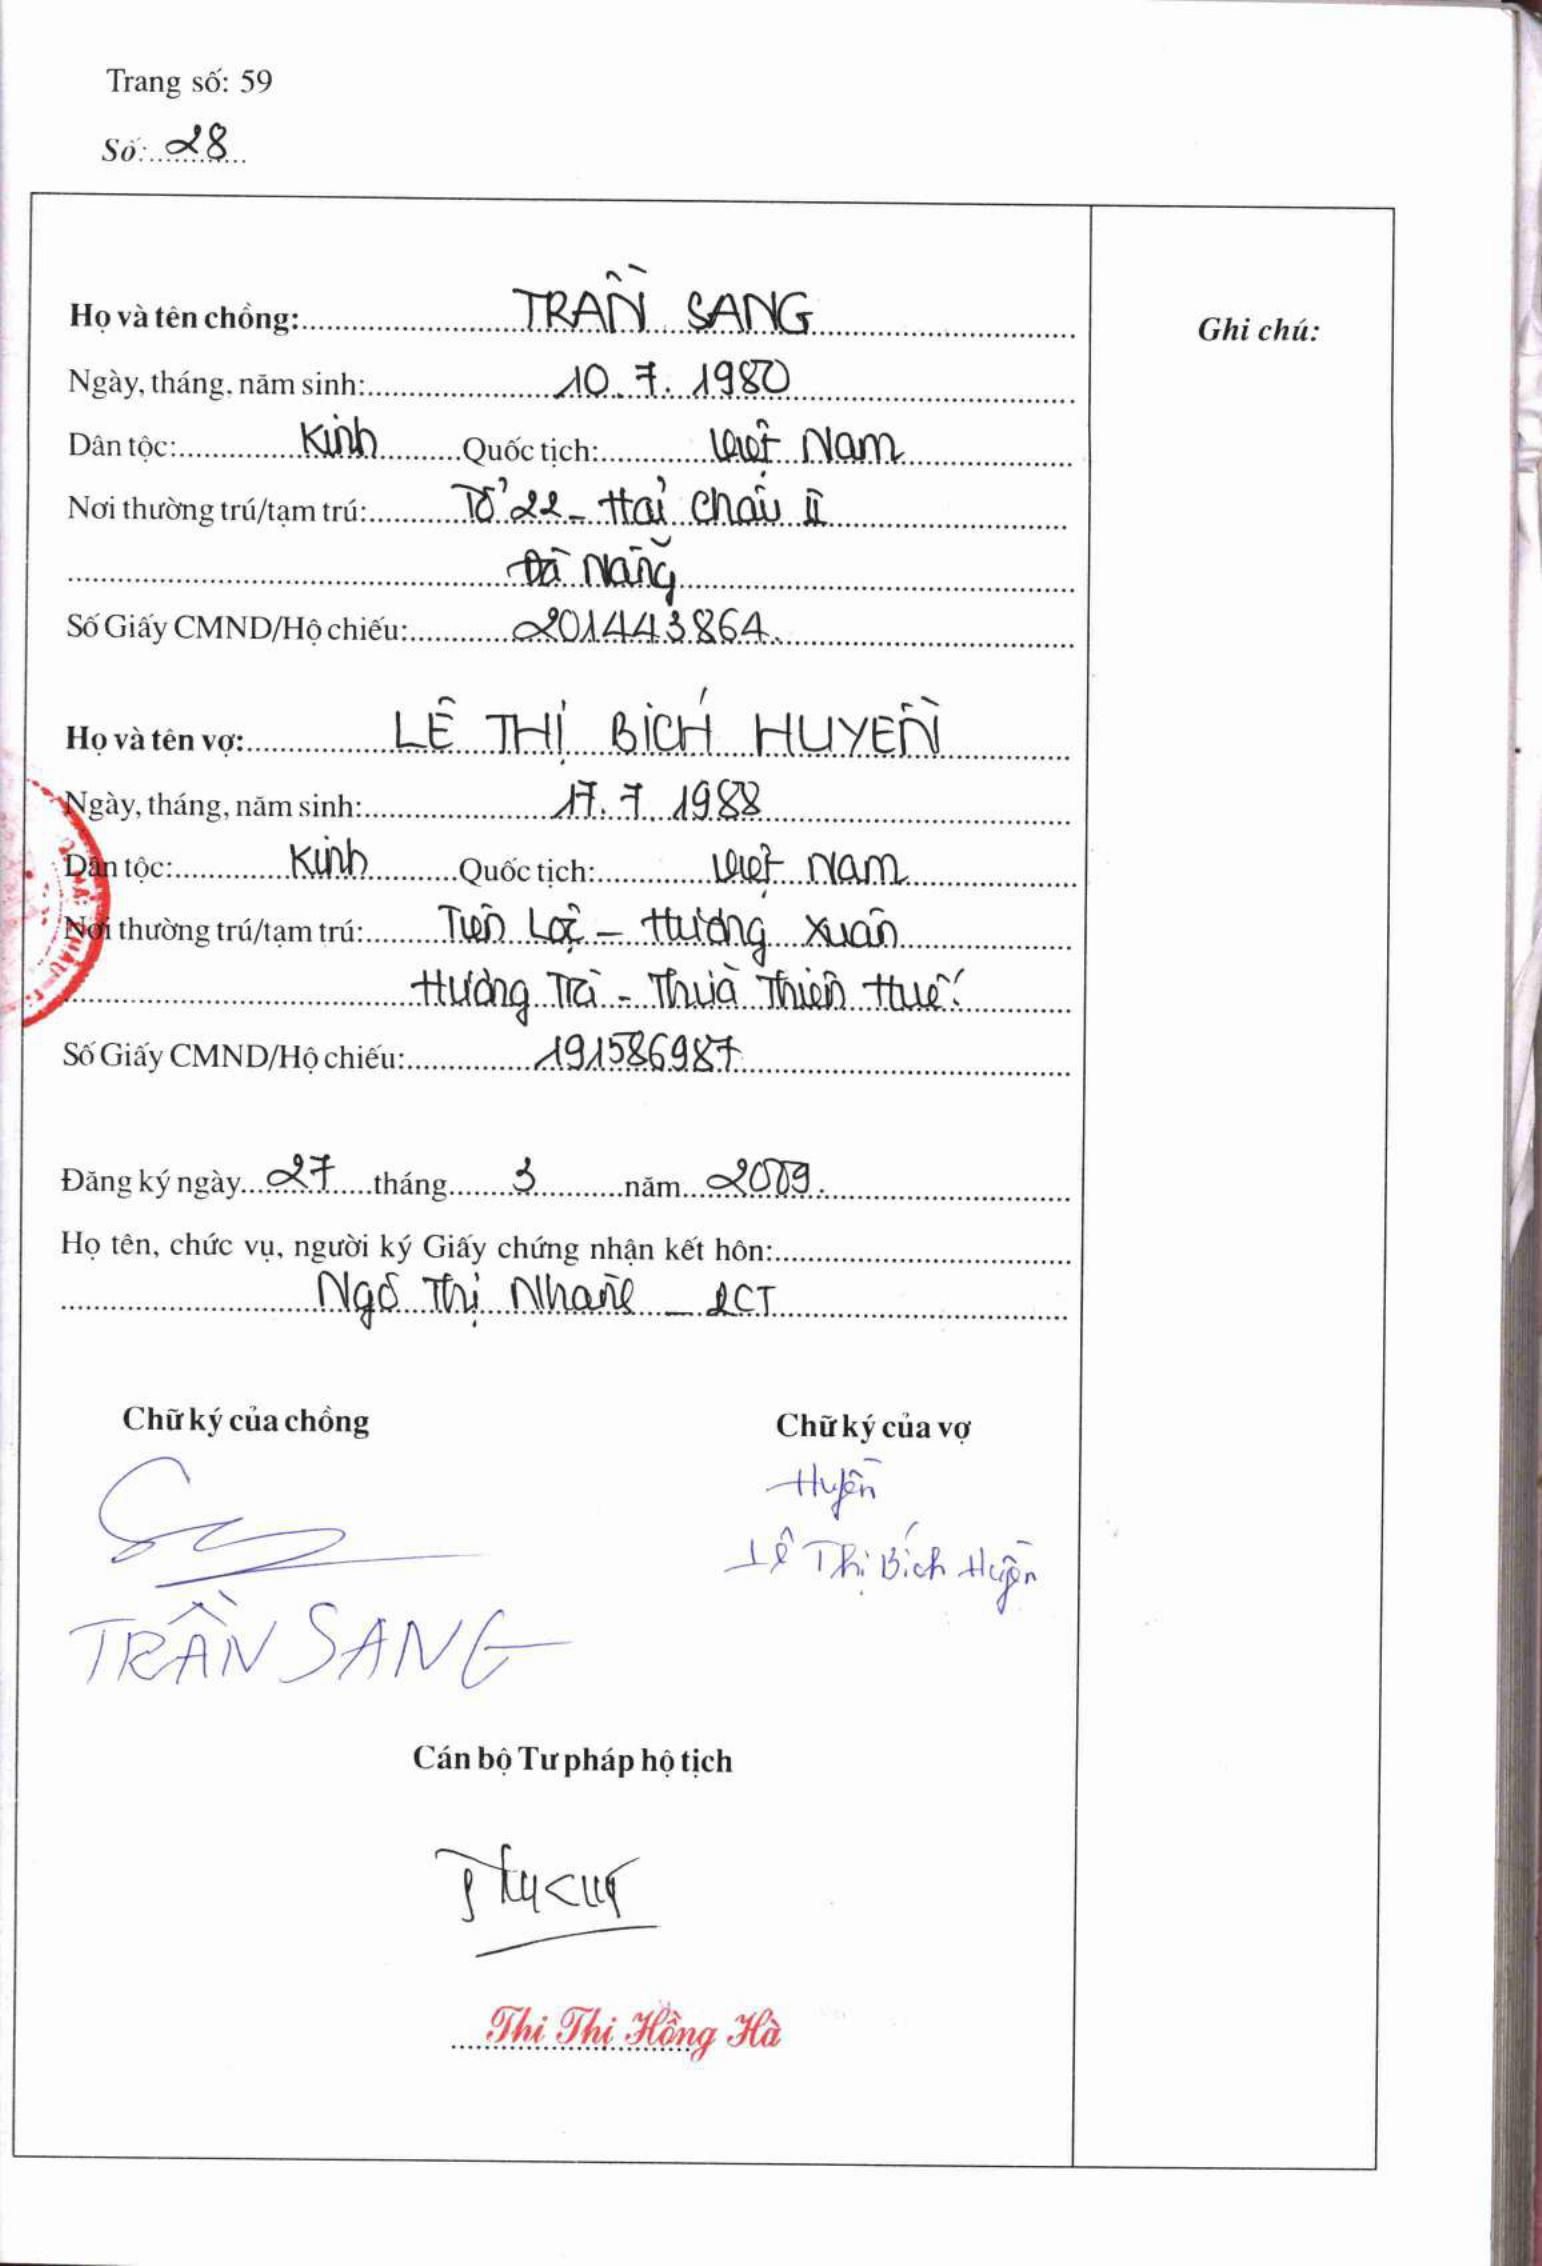 Trang số: 59
Số: 28
Họ và tên chồng: TRẦN SANG
Ghi chú:
Ngày, tháng, năm sinh: 10.7.1980
Dân tộc: Kinh Quốc tịch: Việt Nam
Nơi thường trú/tạm trú: Tổ 22 - Hải Châu II
Đà Nẵng
Số Giấy CMND/Hộ chiếu: 201443864.
Họ và tên vợ: LÊ THỊ BÍCH HUYỀN
Ngày, tháng, năm sinh: 17.7.1988
Dân tộc: Kinh Quốc tịch: Việt Nam
Nơi thường trú/tạm trú: Tiến Lộc - Hương Xuân
Hương Trà - Thừa Thiên Huế.
Số Giấy CMND/Hộ chiếu: 191586987
Đăng ký ngày 27 tháng 3 năm 2009.
Họ tên, chức vụ, người ký Giấy chứng nhận kết hôn:
Ngô Thị - PCT
Chữ ký của chồng
Chữ ký của vợ
Huyền
Lê Thị Bích Huyền
TRẦN SANG
Cán bộ Tư pháp hộ tịch
Thi Thị Hồng Hà